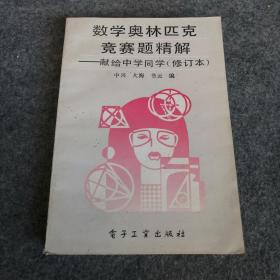 数学奥林匹克
竞赛题精解
——献给中学同学(修订本)
中兴 大海 岳云 编
电子工业出版社